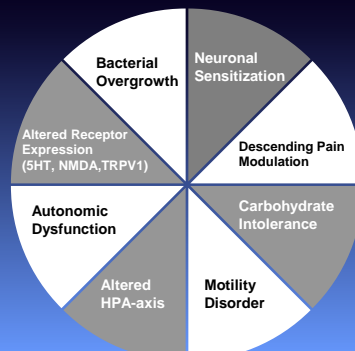 Bacterial
Overgrowth
Neuronal
Sensitization
Altered Receptor
Expression
(5HT, NMDA,TRPV1)
Descending Pain
Modulation
Autonomic
Dysfunction
Carbohydrate
Intolerance
Altered
HPA-axis
Motility
Disorder